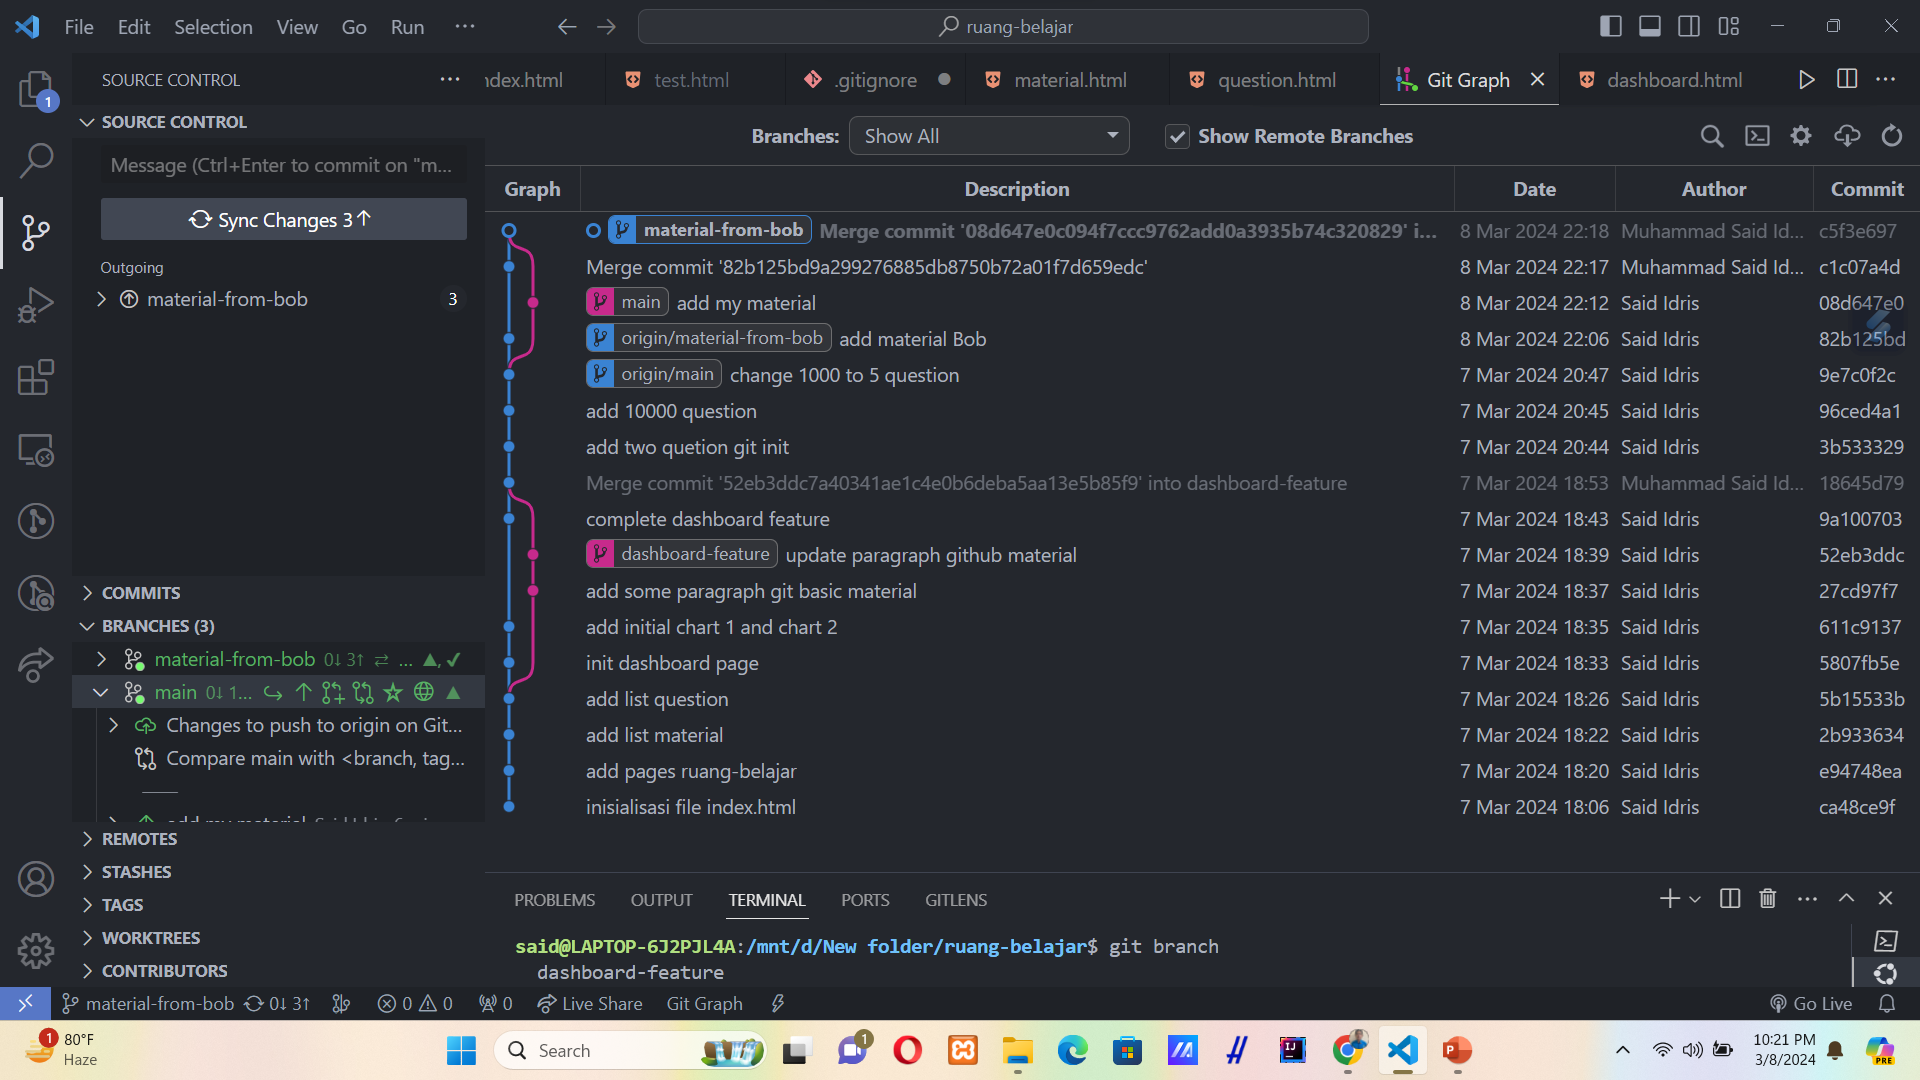 File Edit Selection View Go Run ··· ruang-belajar
SOURCE CONTROL ··· ndex.html test.html .gitignore material.html question.html Git Graph dashboard.html ···
1
SOURCE CONTROL
Message (Ctrl+Enter to commit on "m...
Sync Changes 3↑
Outgoing
material-from-bob 3
Branches: Show All Show Remote Branches
Graph Description Date Author Commit
material-from-bob Merge commit '08d647e0c094f7ccc9762add0a3935b74c320829' i... 8 Mar 2024 22:18 Muhammad Said Id... c5f3e697
Merge commit '82b125bd9a299276885db8750b72a01f7d659edc' 8 Mar 2024 22:17 Muhammad Said Id... c1c07a4d
main add my material 8 Mar 2024 22:12 Said Idris 08d647e0
origin/material-from-bob add material Bob 8 Mar 2024 22:06 Said Idris 82b125bd
origin/main change 1000 to 5 question 7 Mar 2024 20:47 Said Idris 9e7c0f2c
add 10000 question 7 Mar 2024 20:45 Said Idris 96ced4a1
add two quetion git init 7 Mar 2024 20:44 Said Idris 3b533329
Merge commit '52eb3ddc7a40341ae1c4e0b6deba5aa13e5b85f9' into dashboard-feature 7 Mar 2024 18:53 Muhammad Said Id... 18645d79
complete dashboard feature 7 Mar 2024 18:43 Said Idris 9a100703
dashboard-feature update paragraph github material 7 Mar 2024 18:39 Said Idris 52eb3ddc
add some paragraph git basic material 7 Mar 2024 18:37 Said Idris 27cd97f7
add initial chart 1 and chart 2 7 Mar 2024 18:35 Said Idris 611c9137
init dashboard page 7 Mar 2024 18:33 Said Idris 5807fb5e
add list question 7 Mar 2024 18:26 Said Idris 5b15533b
add list material 7 Mar 2024 18:22 Said Idris 2b933634
add pages ruang-belajar 7 Mar 2024 18:20 Said Idris e94748ea
inisialisasi file index.html 7 Mar 2024 18:06 Said Idris ca48ce9f
COMMITS
BRANCHES (3)
material-from-bob 0↓ 3↑ ⇄ ... ▲, ✓
main 0↓ 1...
Changes to push to origin on Git...
Compare main with <branch, tag...
add my material
REMOTES
STASHES
TAGS
WORKTREES
CONTRIBUTORS
PROBLEMS OUTPUT TERMINAL PORTS GITLENS
said@LAPTOP-6J2PJL4A:/mnt/d/New folder/ruang-belajar$ git branch
dashboard-feature
material-from-bob 0↓ 3↑ 0 0 0 Live Share Git Graph Go Live
1 80°F
Haze
Search
1
10:21 PM
3/8/2024
PRE